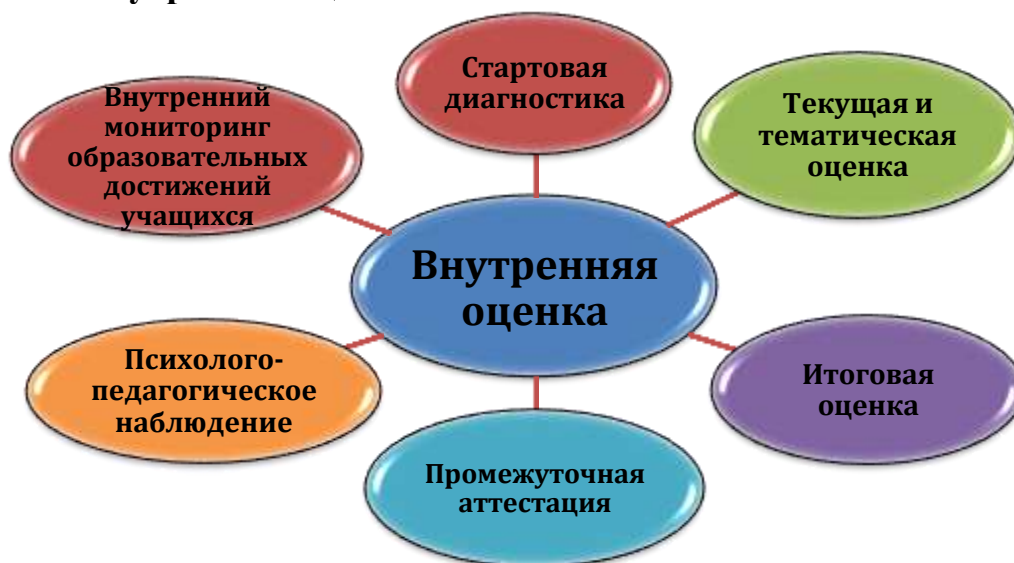 Стартовая
диагностика
Текущая и
тематическая
оценка
Внутренний
мониторинг
образовательных
достижений
учащихся
Внутренняя
оценка
Психолого-
педагогическое
наблюдение
Итоговая
оценка
Промежуточная
аттестация